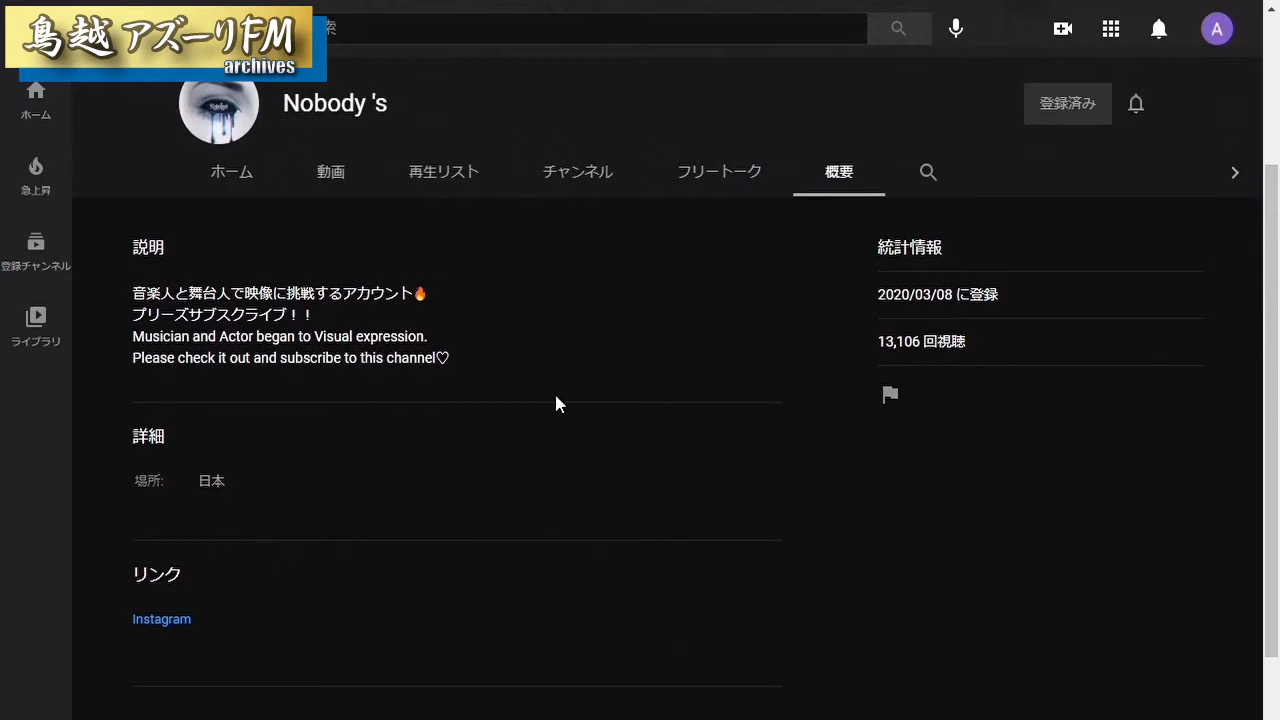 鳥越 アズーリFM
archives
索
A
Nobody 's
登録済み
ホーム
急上昇
登録チャンネル
ライブラリ
ホーム
動画
再生リスト
チャンネル
フリートーク
概要
説明
音楽人と舞台人で映像に挑戦するアカウント🔥
プリーズサブスクライブ！！
Musician and Actor began to Visual expression.
Please check it out and subscribe to this channel♡
詳細
場所: 日本
リンク
Instagram
統計情報
2020/03/08 に登録
13,106 回視聴